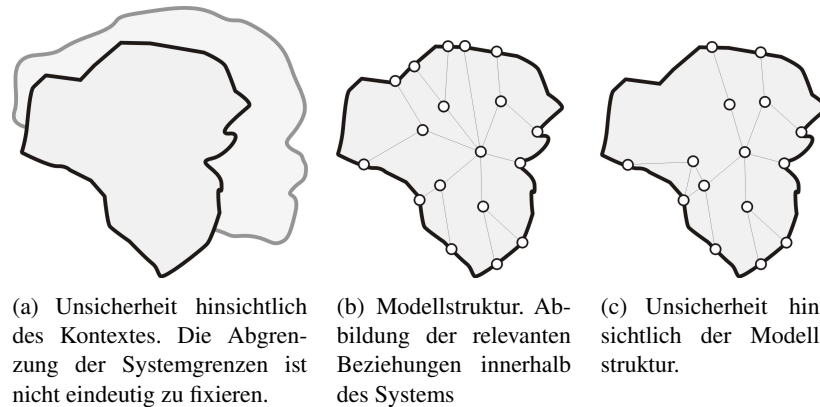 (a) Unsicherheit hinsichtlich
des Kontextes. Die Abgren-
zung der Systemgrenzen ist
nicht eindeutig zu fixieren.
(b) Modellstruktur. Ab-
bildung der relevanten
Beziehungen innerhalb
des Systems
(c) Unsicherheit hin
sichtlich der Modell
struktur.